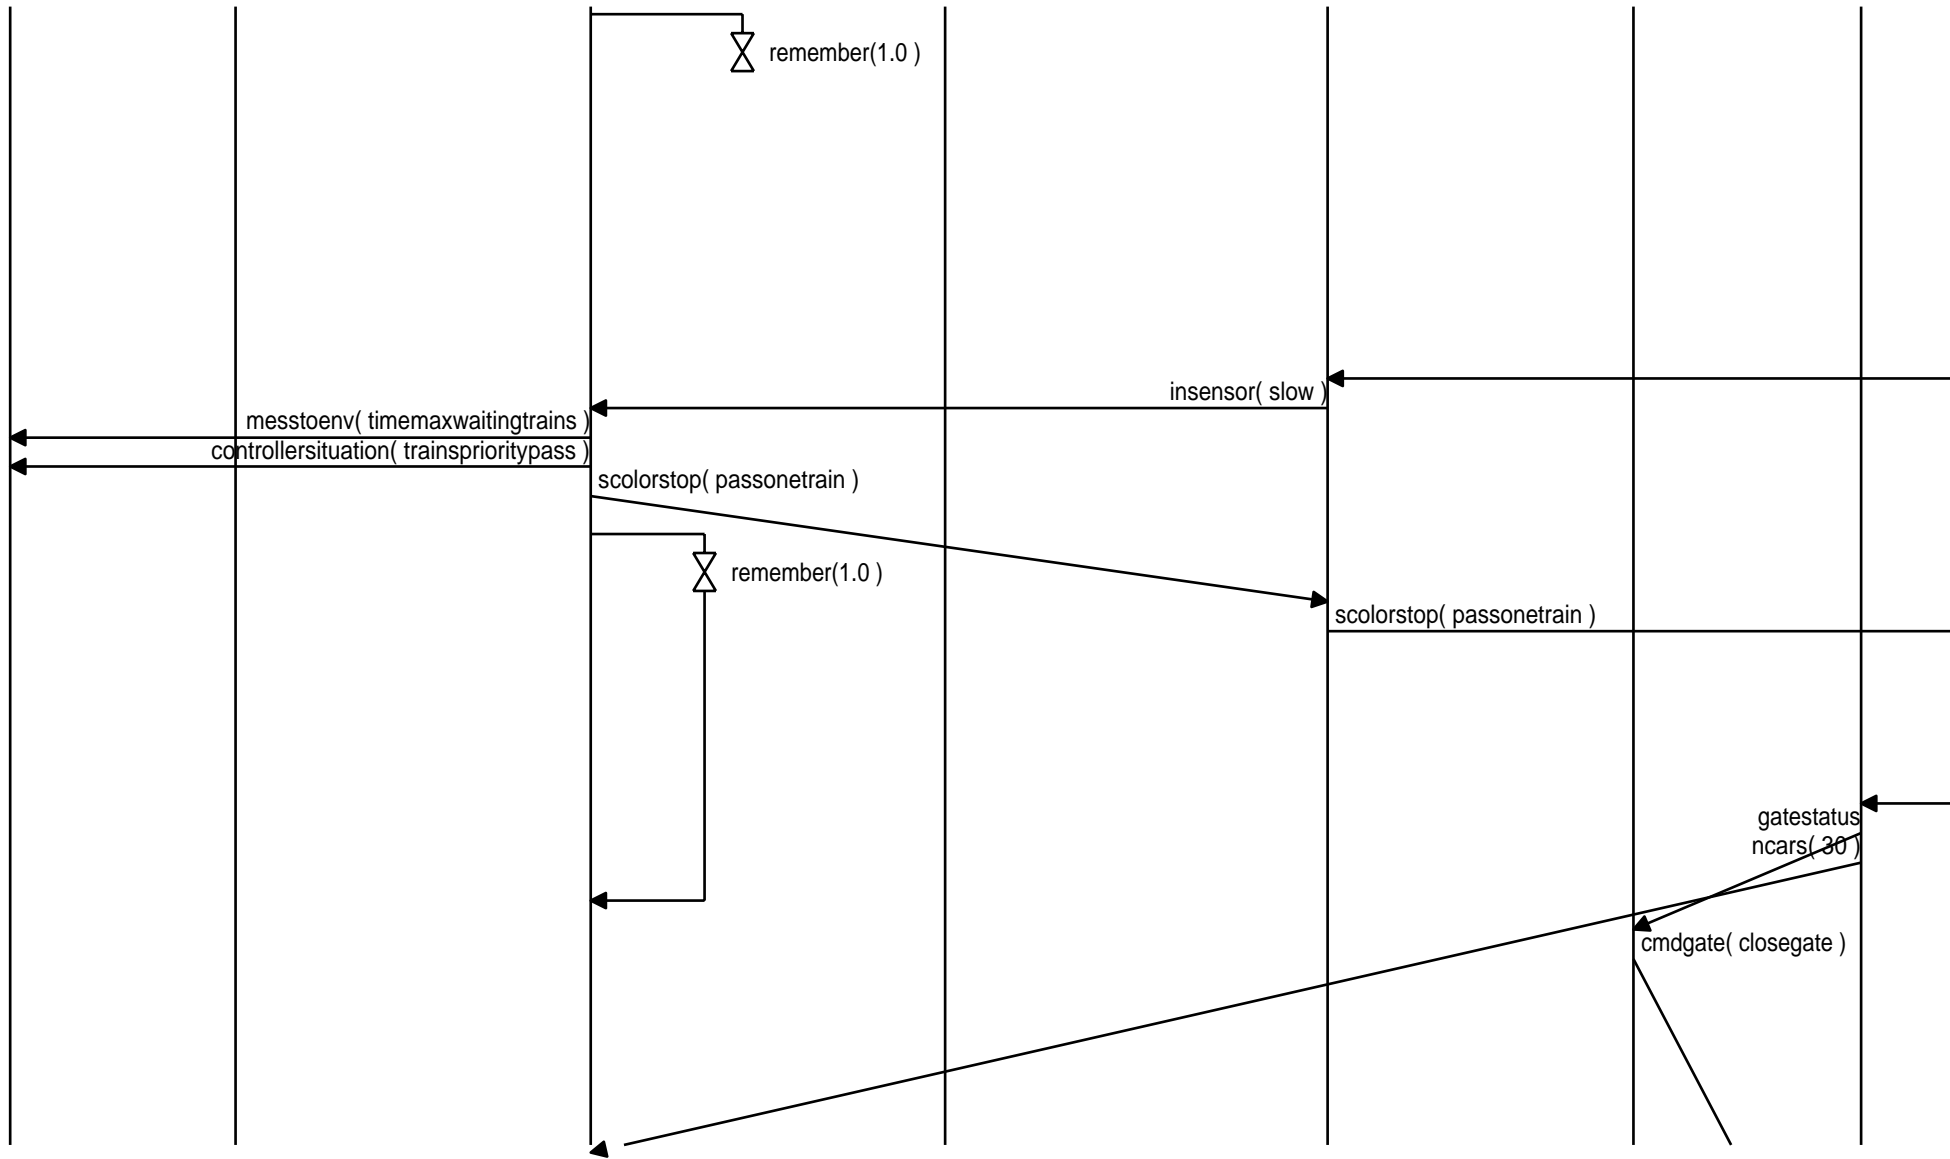 remember(1.0 )
insensor( slow )
messtoenv( timemaxwaitingtrains )
controllersituation( trainsprioritypass )
scolorstop( passonetrain )
remember(1.0 )
scolorstop( passonetrain )
gatestatus
ncars( 30 )
cmdgate( closegate )